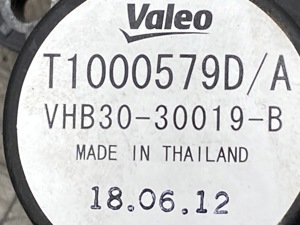 Valeo
T1000579D/A
VHB30-30019-B
MADE IN THAILAND
18.06.12